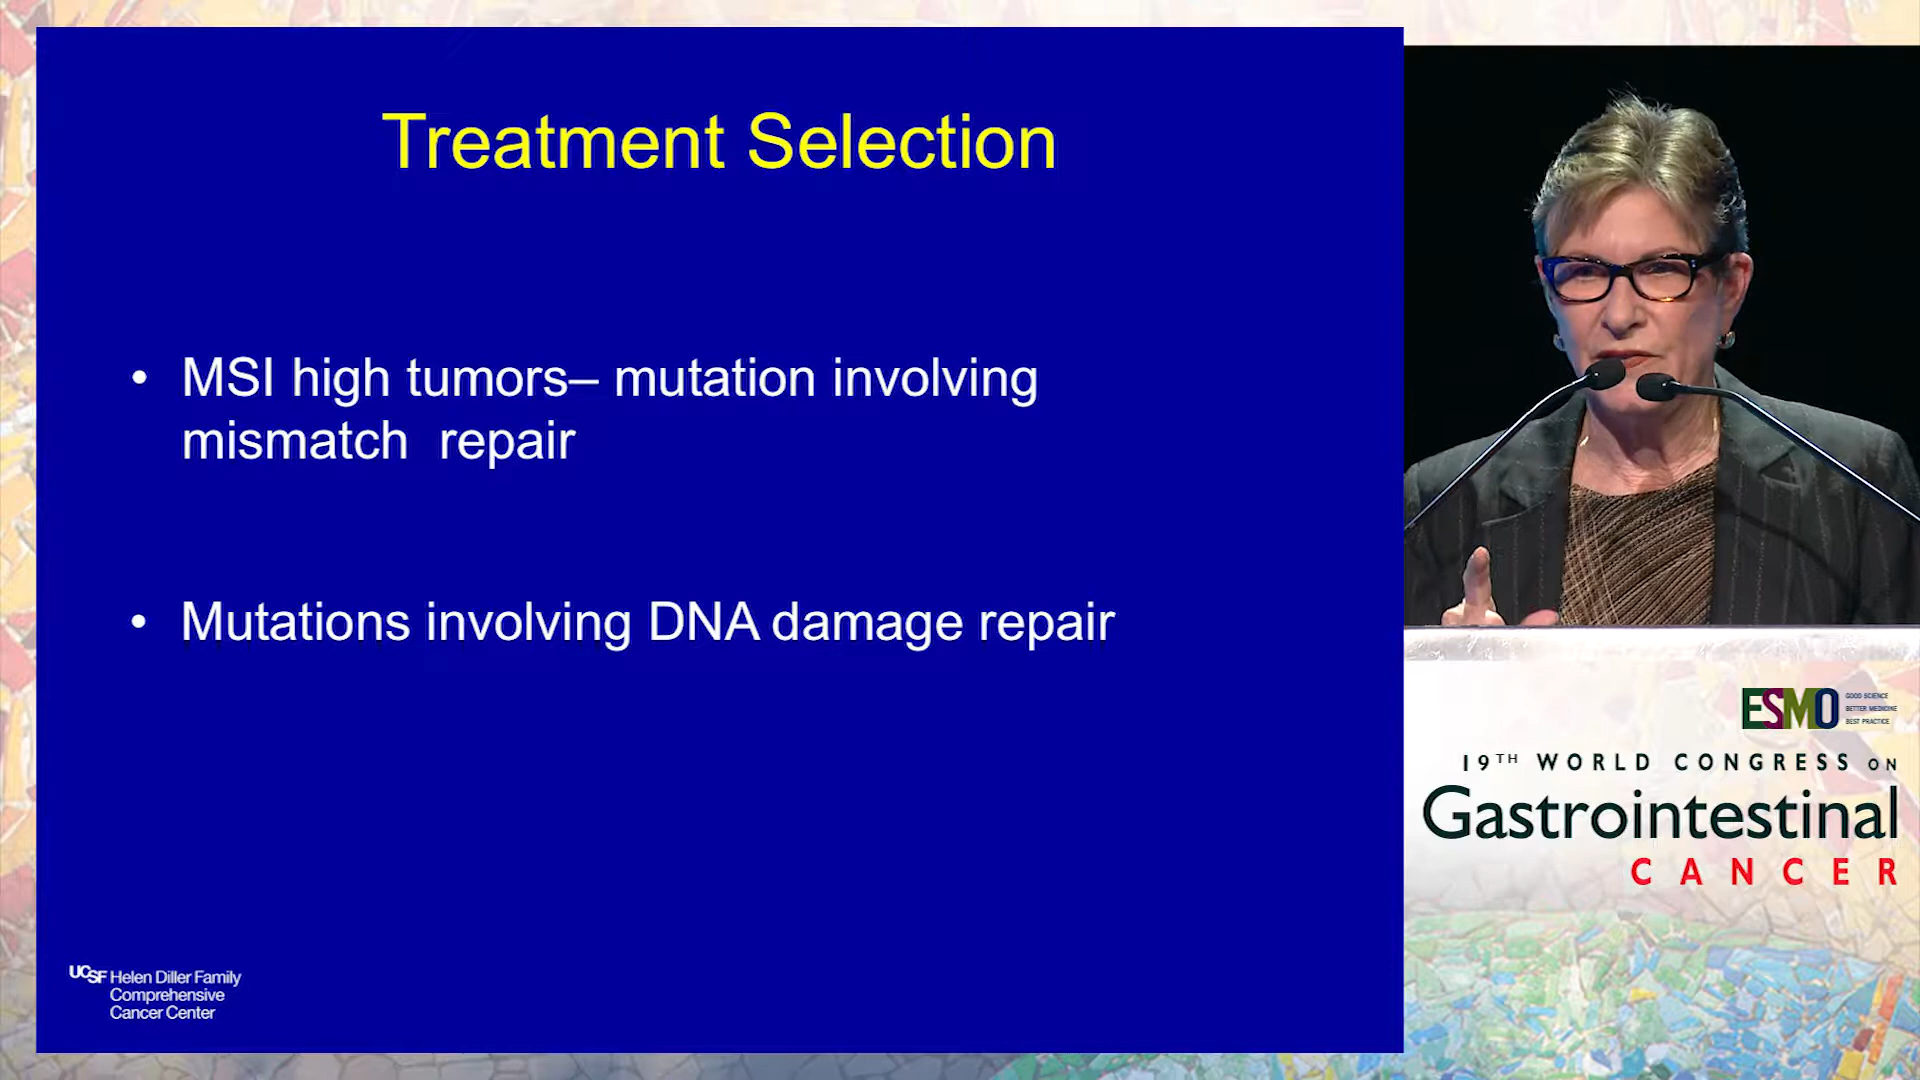 Treatment Selection
• MSI high tumors– mutation involving
mismatch  repair
• Mutations involving DNA damage repair
UCSF Helen Diller Family
Comprehensive
Cancer Center
ESMO
GOOD SCIENCE
BETTER MEDICINE
BEST PRACTICE
19TH WORLD CONGRESS ON
Gastrointestinal
CANCER